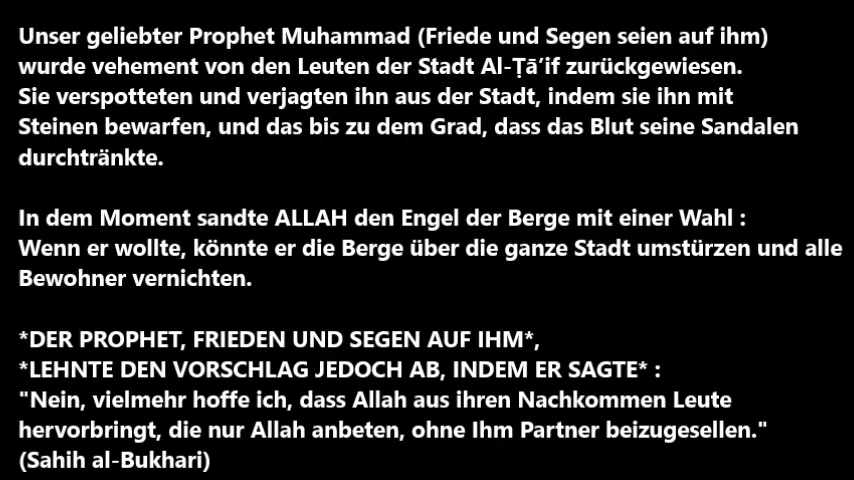 Unser geliebter Prophet Muhammad (Friede und Segen seien auf ihm)
wurde vehement von den Leuten der Stadt Al-Ṭā’if zurückgewiesen.
Sie verspotteten und verjagten ihn aus der Stadt, indem sie ihn mit
Steinen bewarfen, und das bis zu dem Grad, dass das Blut seine Sandalen
durchtränkte.
In dem Moment sandte ALLAH den Engel der Berge mit einer Wahl :
Wenn er wollte, könnte er die Berge über die ganze Stadt umstürzen und alle
Bewohner vernichten.
*DER PROPHET, FRIEDEN UND SEGEN AUF IHM*,
*LEHNTE DEN VORSCHLAG JEDOCH AB, INDEM ER SAGTE* :
"Nein, vielmehr hoffe ich, dass Allah aus ihren Nachkommen Leute
hervorbringt, die nur Allah anbeten, ohne Ihm Partner beizugesellen."
(Sahih al-Bukhari)